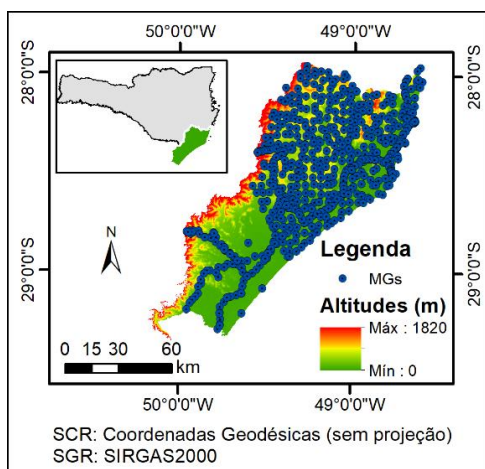 50°0'0"W 49°0'0"W
28°0'0"S
28°0'0"S
N
29°0'0"S
29°0'0"S
Legenda
MGs
Altitudes (m)
Máx : 1820
Mín : 0
0 15 30 60
km
50°0'0"W 49°0'0"W
SCR: Coordenadas Geodésicas (sem projeção)
SGR: SIRGAS2000